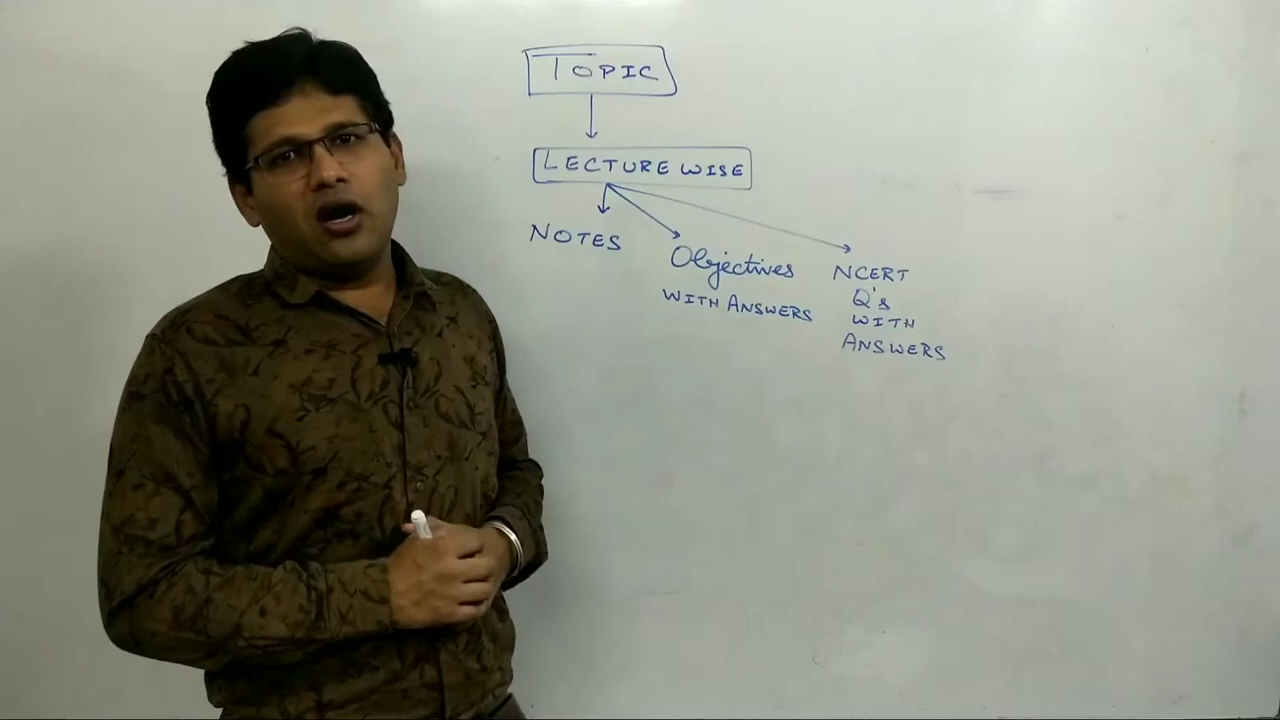 TOPIC
LECTURE WISE
NOTES
Objectives
WITH ANSWERS
NCERT
Q's
WITH
ANSWERS